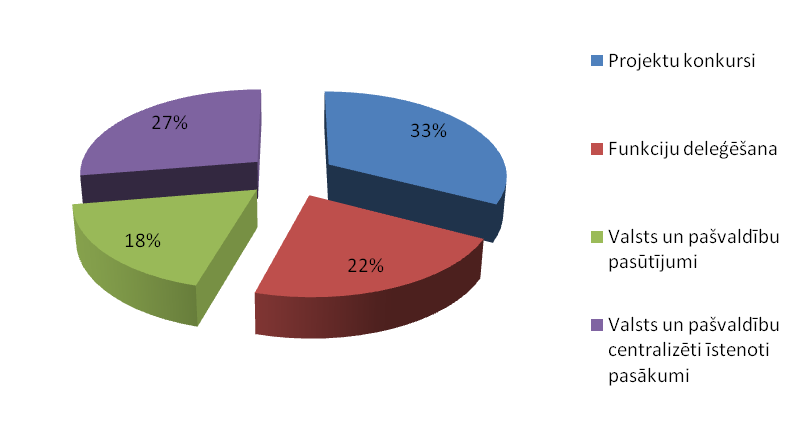 27%
33%
18%
22%
Projektu konkursi
Funkciju deleģēšana
Valsts un pašvaldību
pasūtījumi
Valsts un pašvaldību
centralizēti īstenoti
pasākumi